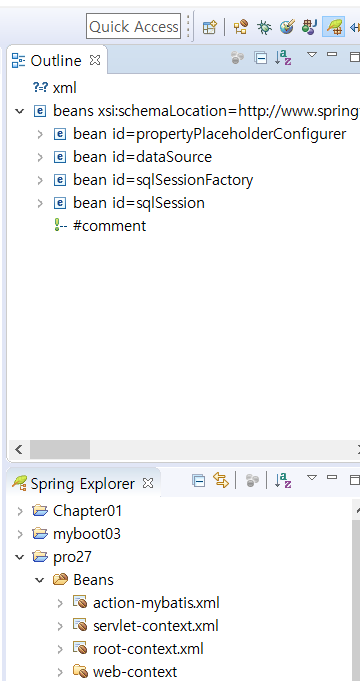 Quick Access
Outline
?-? xml
beans xsi:schemaLocation=http://www.spring
bean id=propertyPlaceholderConfigurer
bean id=dataSource
bean id=sqlSessionFactory
bean id=sqlSession
#comment
Spring Explorer
Chapter01
myboot03
pro27
Beans
action-mybatis.xml
servlet-context.xml
root-context.xml
web-context